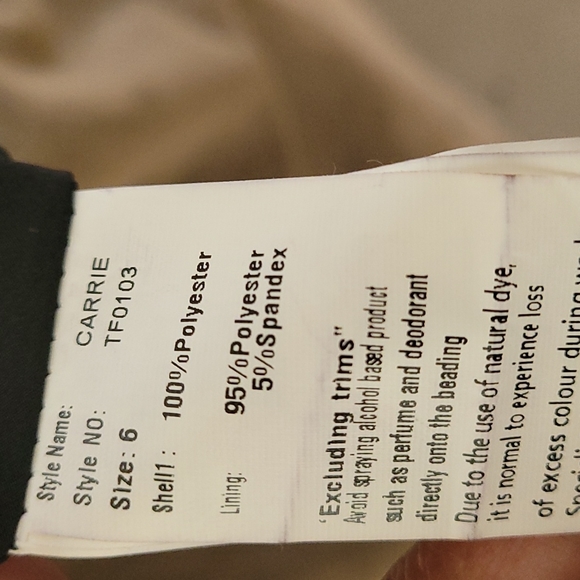 Style Name: CARRIE
Style NO: TF0103
Size: 6
Shell1: 100%Polyester
Lining: 95%Polyester
5%Spandex
'Excluding trims"
Avoid spraying alcohol based product
such as perfume and deodorant
directly onto the beading
Due to the use of natural dye,
it is normal to experience loss
of excess colour during